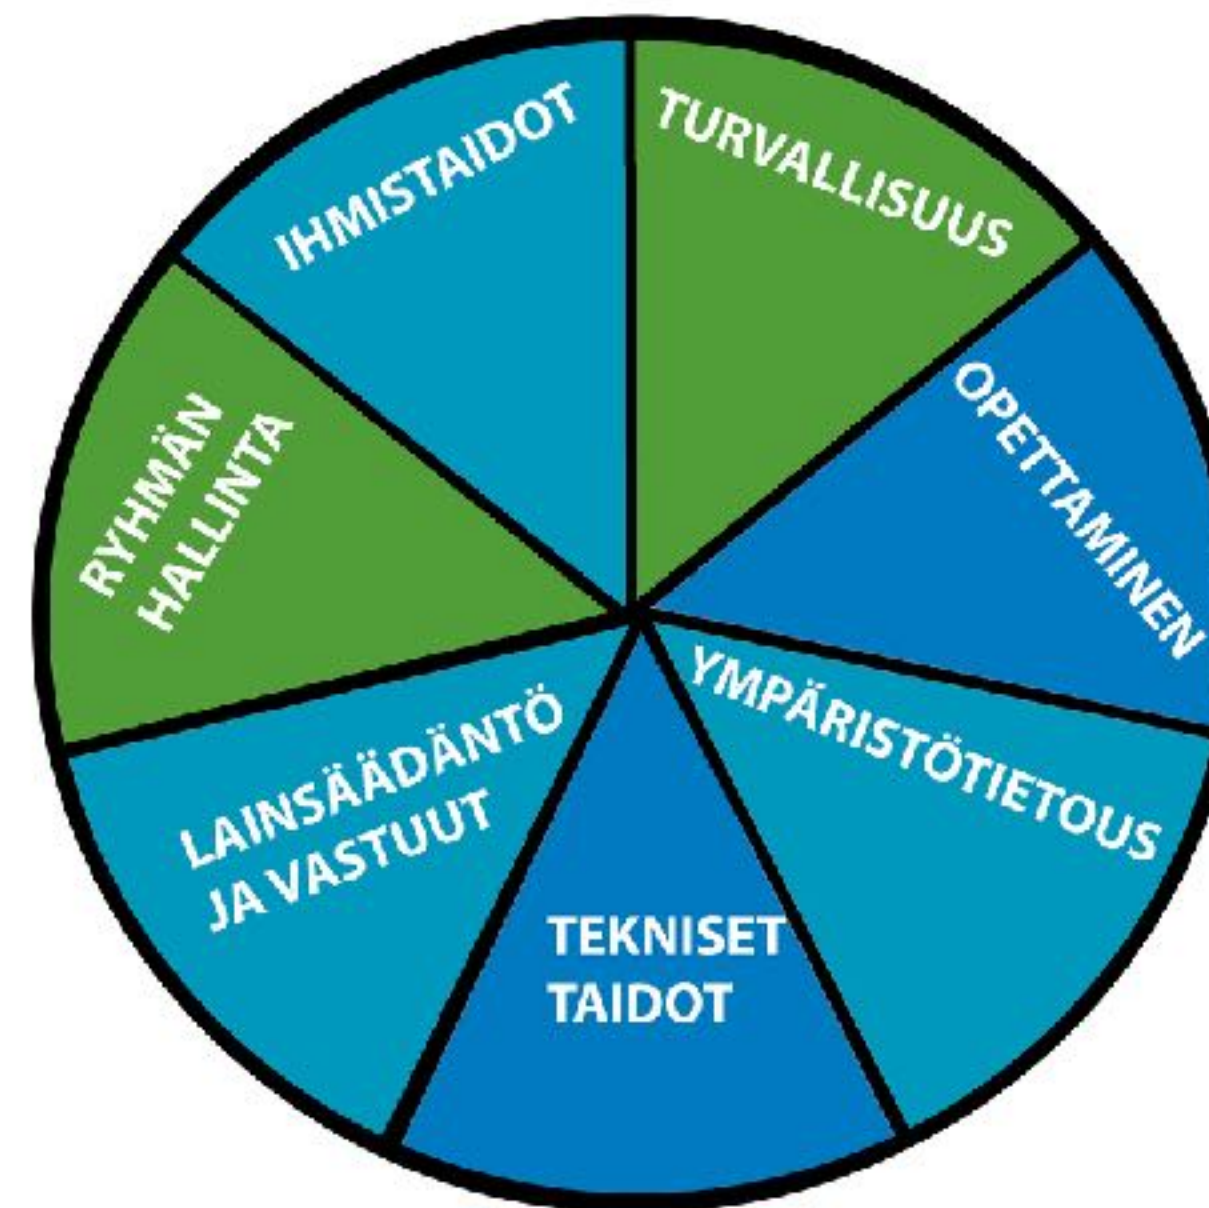 IHMISTAIDOT
TURVALLISUUS
OPETTAMINEN
YMPÄRISTÖTIETOUS
TEKNISET
TAIDOT
LAINSÄÄDÄNTÖ
JA VASTUUT
RYHMÄN
HALLINTA